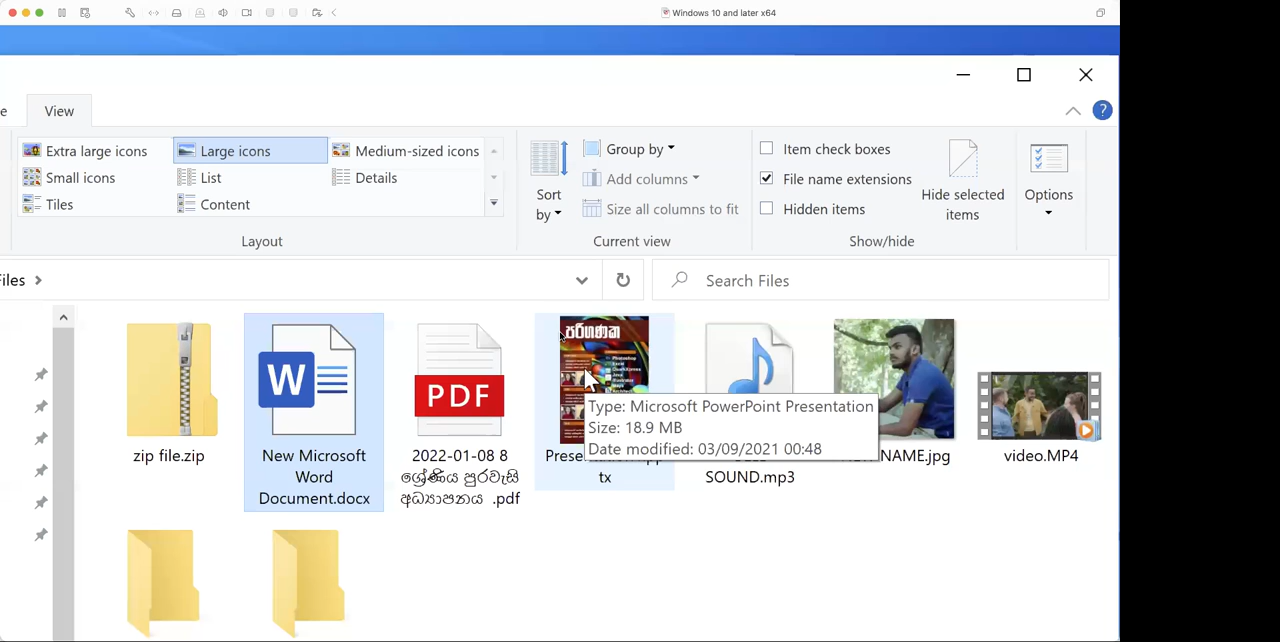 Windows 10 and later x64
e
View
?
Extra large icons
Large icons
Medium-sized icons
Small icons
List
Details
Tiles
Content
Layout
Sort
by
Group by
Add columns
Size all columns to fit
Current view
Item check boxes
File name extensions
Hidden items
Show/hide
Hide selected
items
Options
Files
Search Files
පරිගණක
W
PDF
Type: Microsoft PowerPoint Presentation
Size: 18.9 MB
Date modified: 03/09/2021 00:48
zip file.zip
New Microsoft
Word
Document.docx
2022-01-08 8
ශ්‍රේණිය පුරවැසි
අධ්‍යාපනය .pdf
tx
SOUND.mp3
NAME.jpg
video.MP4